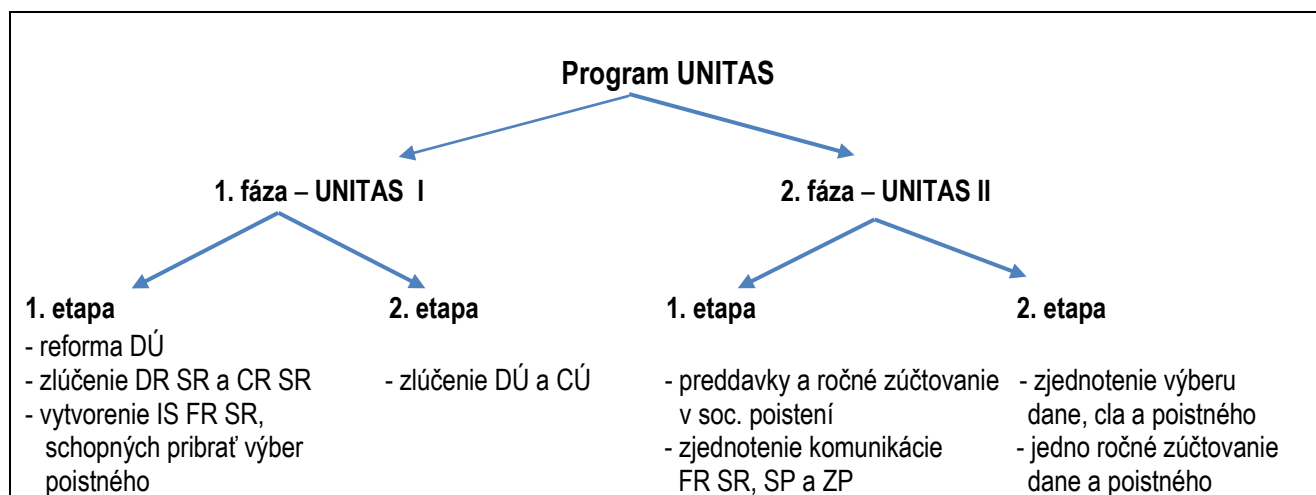 Program UNITAS
1. fáza – UNITAS I
2. fáza – UNITAS II
1. etapa
- reforma DÚ
- zlúčenie DR SR a CR SR
- vytvorenie IS FR SR,
schopných pribrať výber
poistného
2. etapa
- zlúčenie DÚ a CÚ
1. etapa
- preddavky a ročné zúčtovanie
v soc. poistení
- zjednotenie komunikácie
FR SR, SP a ZP
2. etapa
- zjednotenie výberu
dane, cla a poistného
- jedno ročné zúčtovanie
dane a poistného